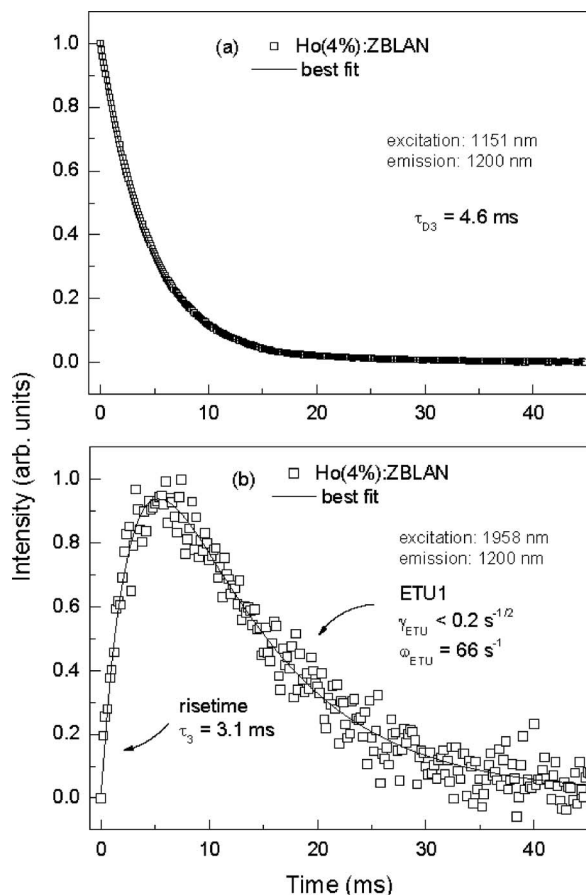 (a)
Ho(4%):ZBLAN
best fit
excitation: 1151 nm
emission: 1200 nm
τD3 = 4.6 ms
1.0
0.8
0.6
0.4
0.2
0.0
0 10 20 30 40
Intensity (arb. units)
(b)
Ho(4%):ZBLAN
best fit
excitation: 1958 nm
emission: 1200 nm
ETU1
γETU < 0.2 s-1/2
ωETU = 66 s-1
risetime
τ3 = 3.1 ms
1.0
0.8
0.6
0.4
0.2
0.0
0 10 20 30 40
Time (ms)